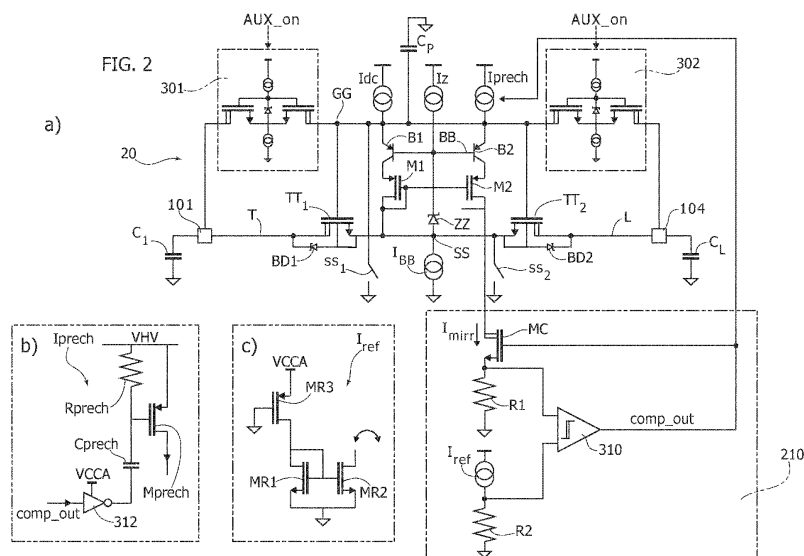 AUX_on
AUX_on
FIG. 2
301
GG
C_P
Idc
Iz
Iprech
302
a)
20
B1
BB
B2
M1
M2
TT_1
TT_2
101
T
ZZ
L
104
C_1
BD1
SS_1
I_BB
SS
SS_2
BD2
C_L
I_mirr
MC
R1
comp_out
310
I_ref
R2
210
b)
Iprech
VHV
Rprech
Cprech
VCCA
Mprech
comp_out
312
c)
I_ref
VCCA
MR3
MR1
MR2